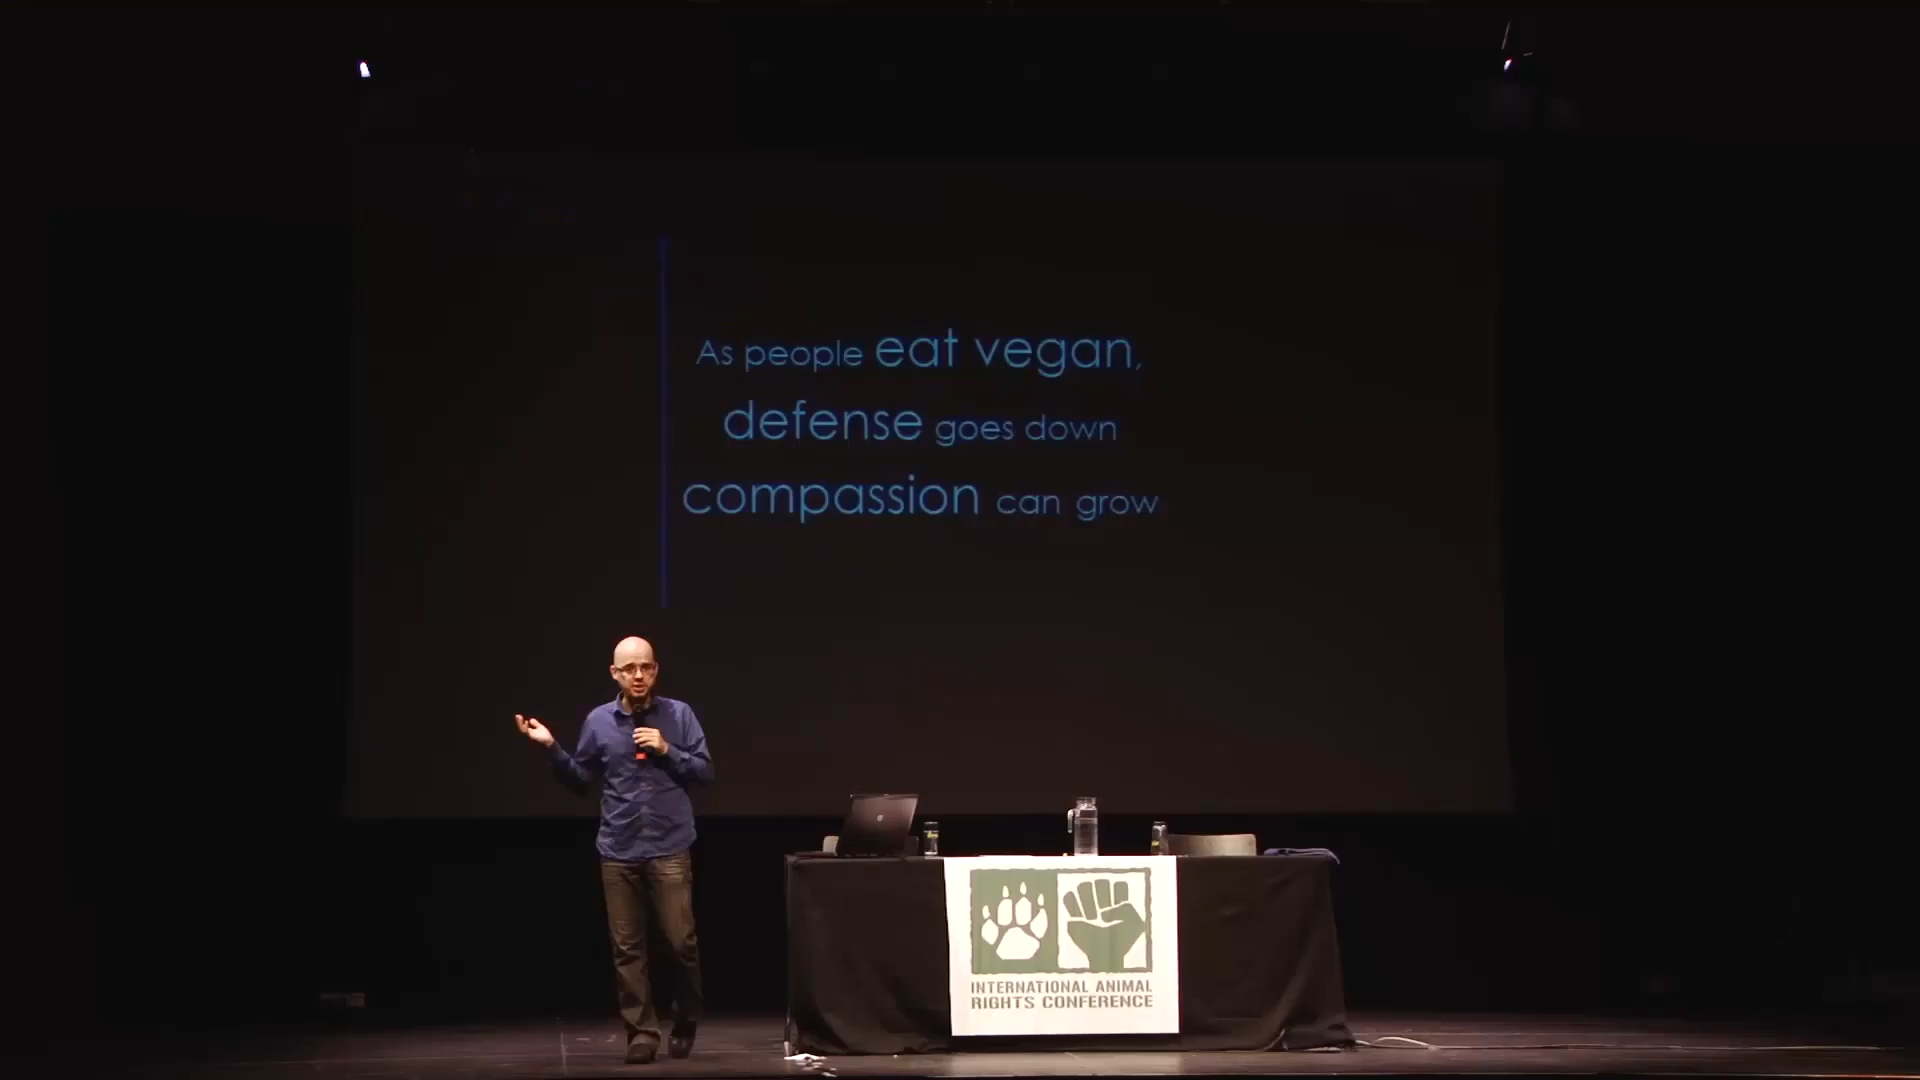 As people eat vegan,
defense goes down
compassion can grow
INTERNATIONAL ANIMAL
RIGHTS CONFERENCE